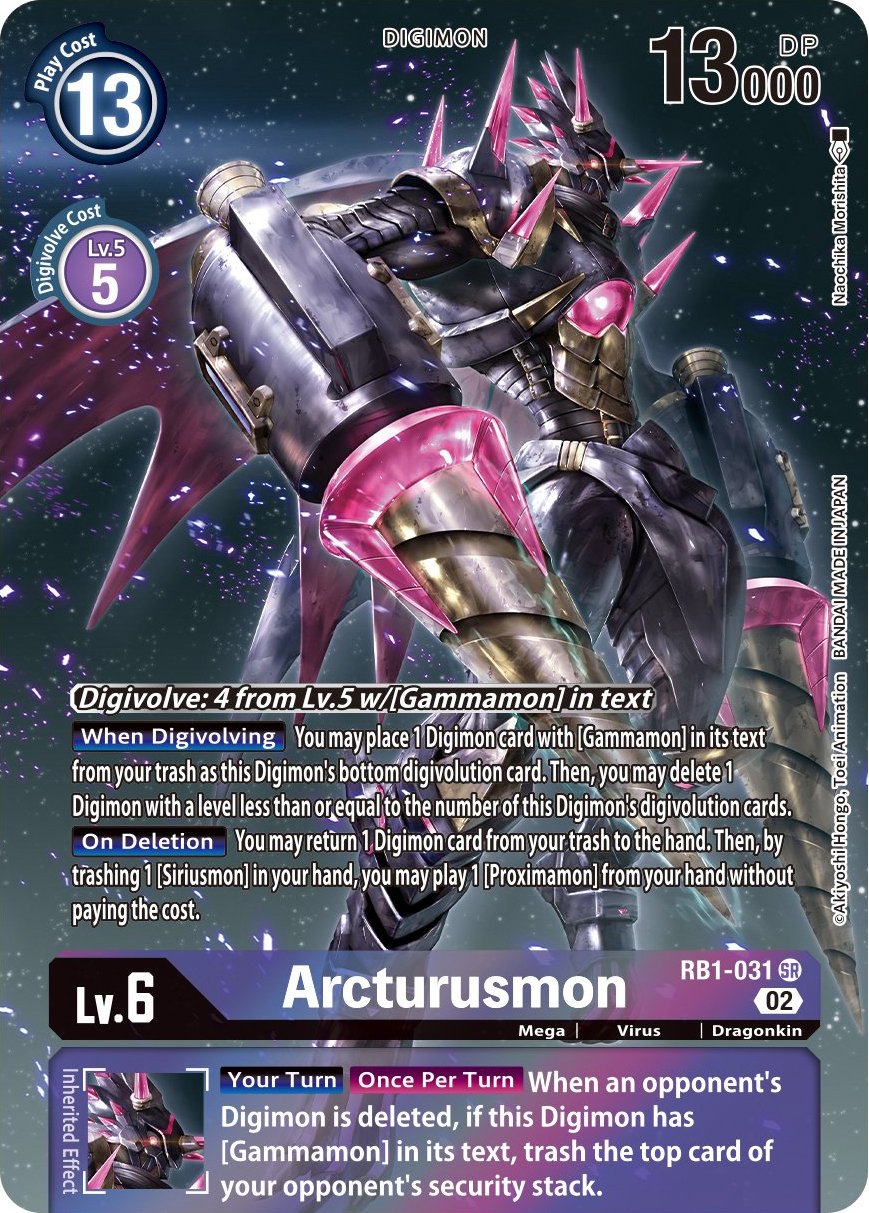 Play Cost
13
DIGIMON
13000
DP
Digivolve Cost
Lv.5
5
Naochika Morishita
©Akiyoshi Hongo, Toei Animation BANDAI MADE IN JAPAN
Digivolve: 4 from Lv.5 w/[Gammamon] in text
When Digivolving You may place 1 Digimon card with [Gammamon] in its text
from your trash as this Digimon's bottom digivolution card. Then, you may delete 1
Digimon with a level less than or equal to the number of this Digimon's digivolution cards.
On Deletion You may return 1 Digimon card from your trash to the hand. Then, by
trashing 1 [Siriusmon] in your hand, you may play 1 [Proximamon] from your hand without
paying the cost.
Lv.6
Arcturusmon
RB1-031 SR
02
Mega | Virus | Dragonkin
Inherited Effect
Your Turn Once Per Turn When an opponent's
Digimon is deleted, if this Digimon has
[Gammamon] in its text, trash the top card of
your opponent's security stack.